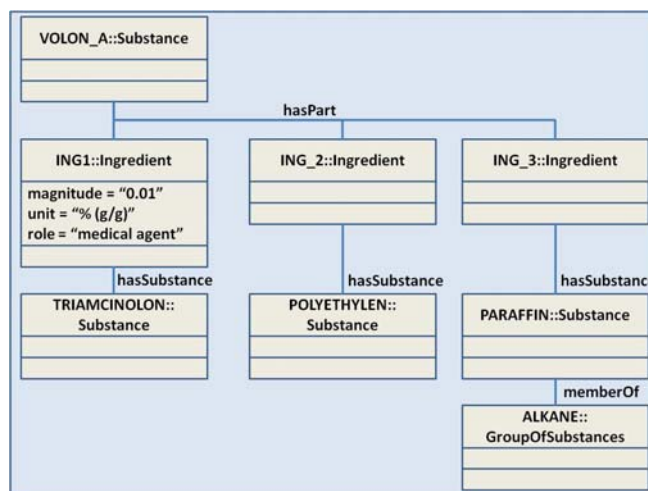 VOLON_A::Substance
hasPart
ING1::Ingredient
magnitude = “0.01”
unit = “% (g/g)”
role = “medical agent”
ING_2::Ingredient
ING_3::Ingredient
hasSubstance
hasSubstance
hasSubstanc
TRIAMCINOLON::
Substance
POLYETHYLEN::
Substance
PARAFFIN::Substance
memberOf
ALKANE::
GroupOfSubstances